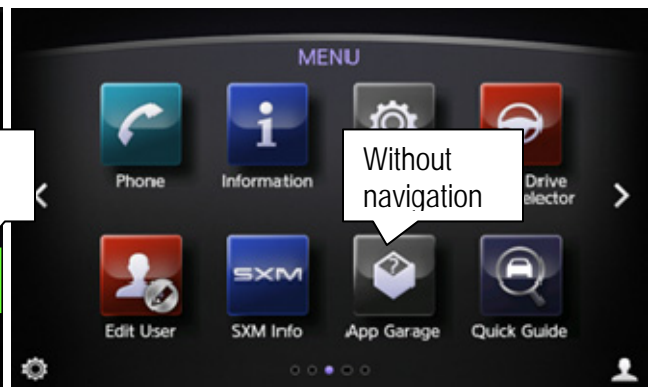 MENU
Phone
Information
Without
navigation
Drive
elector
Edit User
SXM
SXM Info
App Garage
Quick Guide